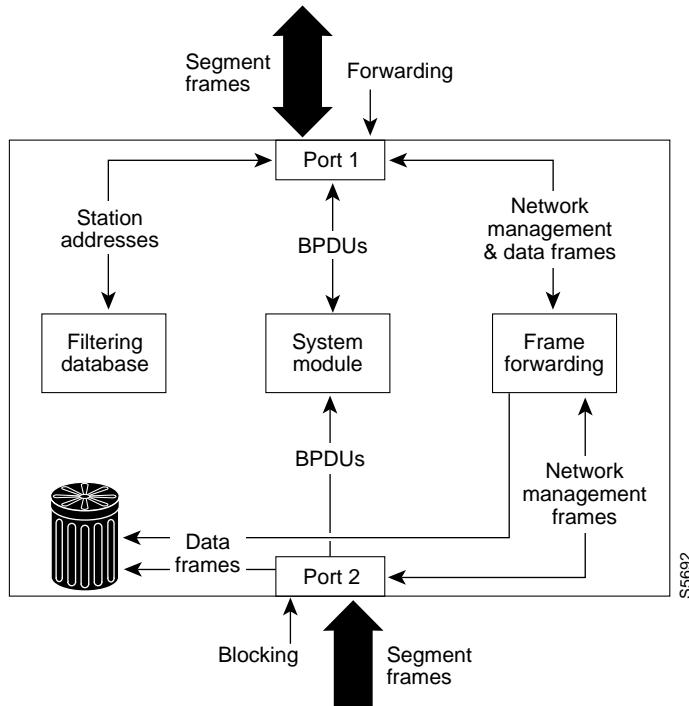 Segment
frames
Forwarding
Port 1
Station
addresses
BPDUs
Network
management
& data frames
Filtering
database
System
module
Frame
forwarding
BPDUs
Network
management
frames
Data
frames
Port 2
Blocking
Segment
frames
S5692